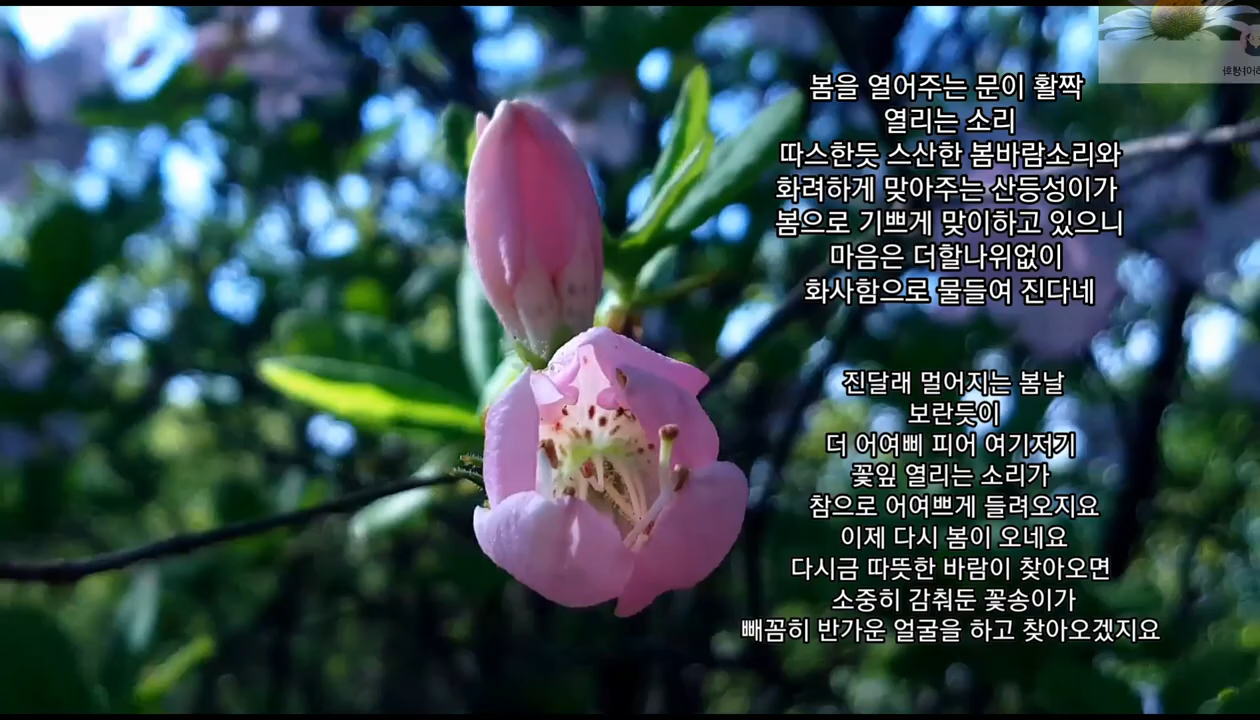 봄을 열어주는 문이 활짝
열리는 소리
따스한듯 스산한 봄바람소리와
화려하게 맞아주는 산등성이가
봄으로 기쁘게 맞이하고 있으니
마음은 더할나위없이
화사함으로 물들여 진다네
진달래 멀어지는 봄날
보란듯이
더 어여삐 피어 여기저기
꽃잎 열리는 소리가
참으로 어여쁘게 들려오지요
이제 다시 봄이 오네요
다시금 따뜻한 바람이 찾아오면
소중히 감춰둔 꽃송이가
빼꼼히 반가운 얼굴을 하고 찾아오겠지요